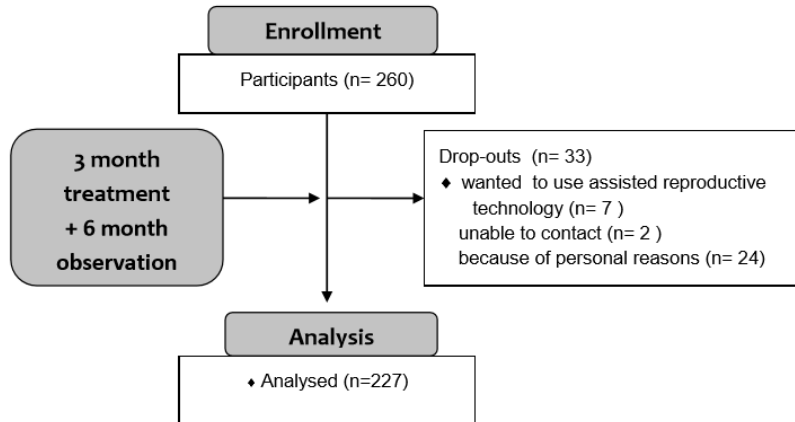 Enrollment
Participants (n= 260)
3 month
treatment
+ 6 month
observation
Drop-outs (n= 33)
♦ wanted to use assisted reproductive
technology (n= 7 )
unable to contact (n= 2 )
because of personal reasons (n= 24)
Analysis
♦ Analysed (n=227)